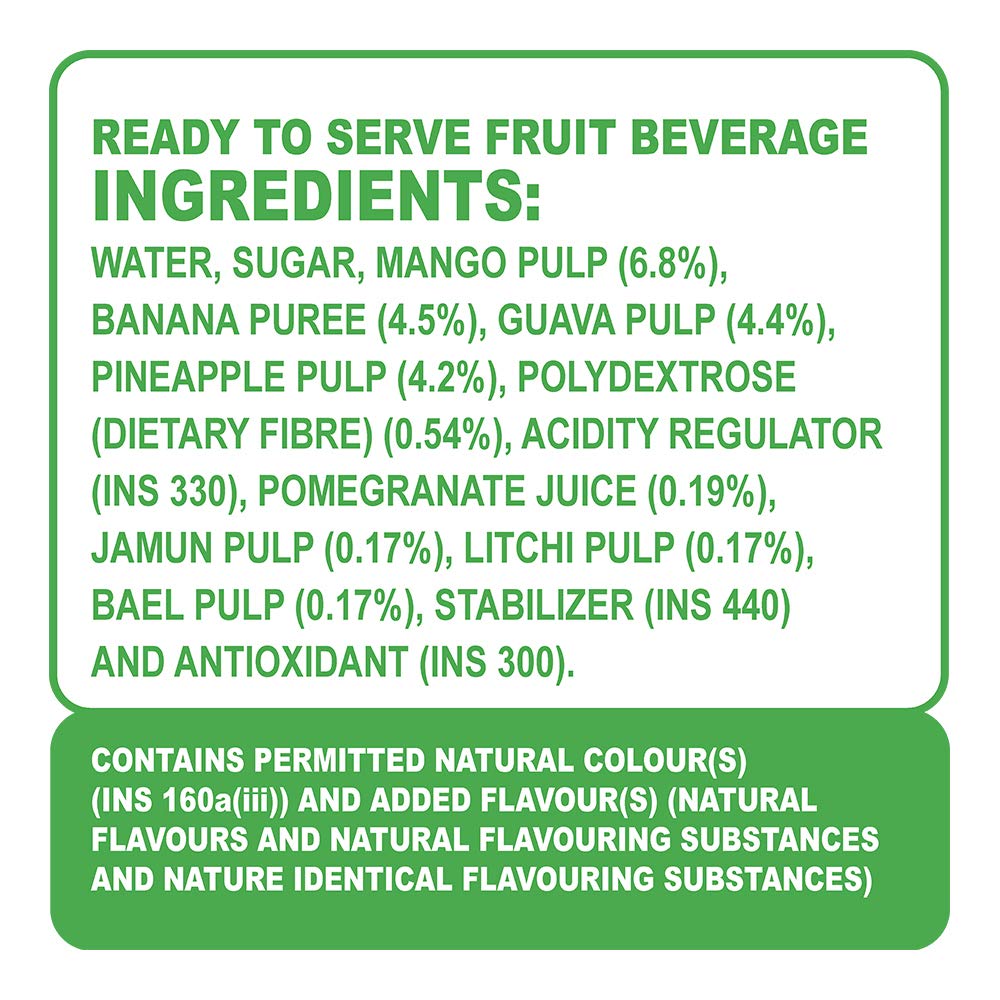 READY TO SERVE FRUIT BEVERAGE
INGREDIENTS:
WATER, SUGAR, MANGO PULP (6.8%),
BANANA PUREE (4.5%), GUAVA PULP (4.4%),
PINEAPPLE PULP (4.2%), POLYDEXTROSE
(DIETARY FIBRE) (0.54%), ACIDITY REGULATOR
(INS 330), POMEGRANATE JUICE (0.19%),
JAMUN PULP (0.17%), LITCHI PULP (0.17%),
BAEL PULP (0.17%), STABILIZER (INS 440)
AND ANTIOXIDANT (INS 300).
CONTAINS PERMITTED NATURAL COLOUR(S)
(INS 160a(iii)) AND ADDED FLAVOUR(S) (NATURAL
FLAVOURS AND NATURAL FLAVOURING SUBSTANCES
AND NATURE IDENTICAL FLAVOURING SUBSTANCES)